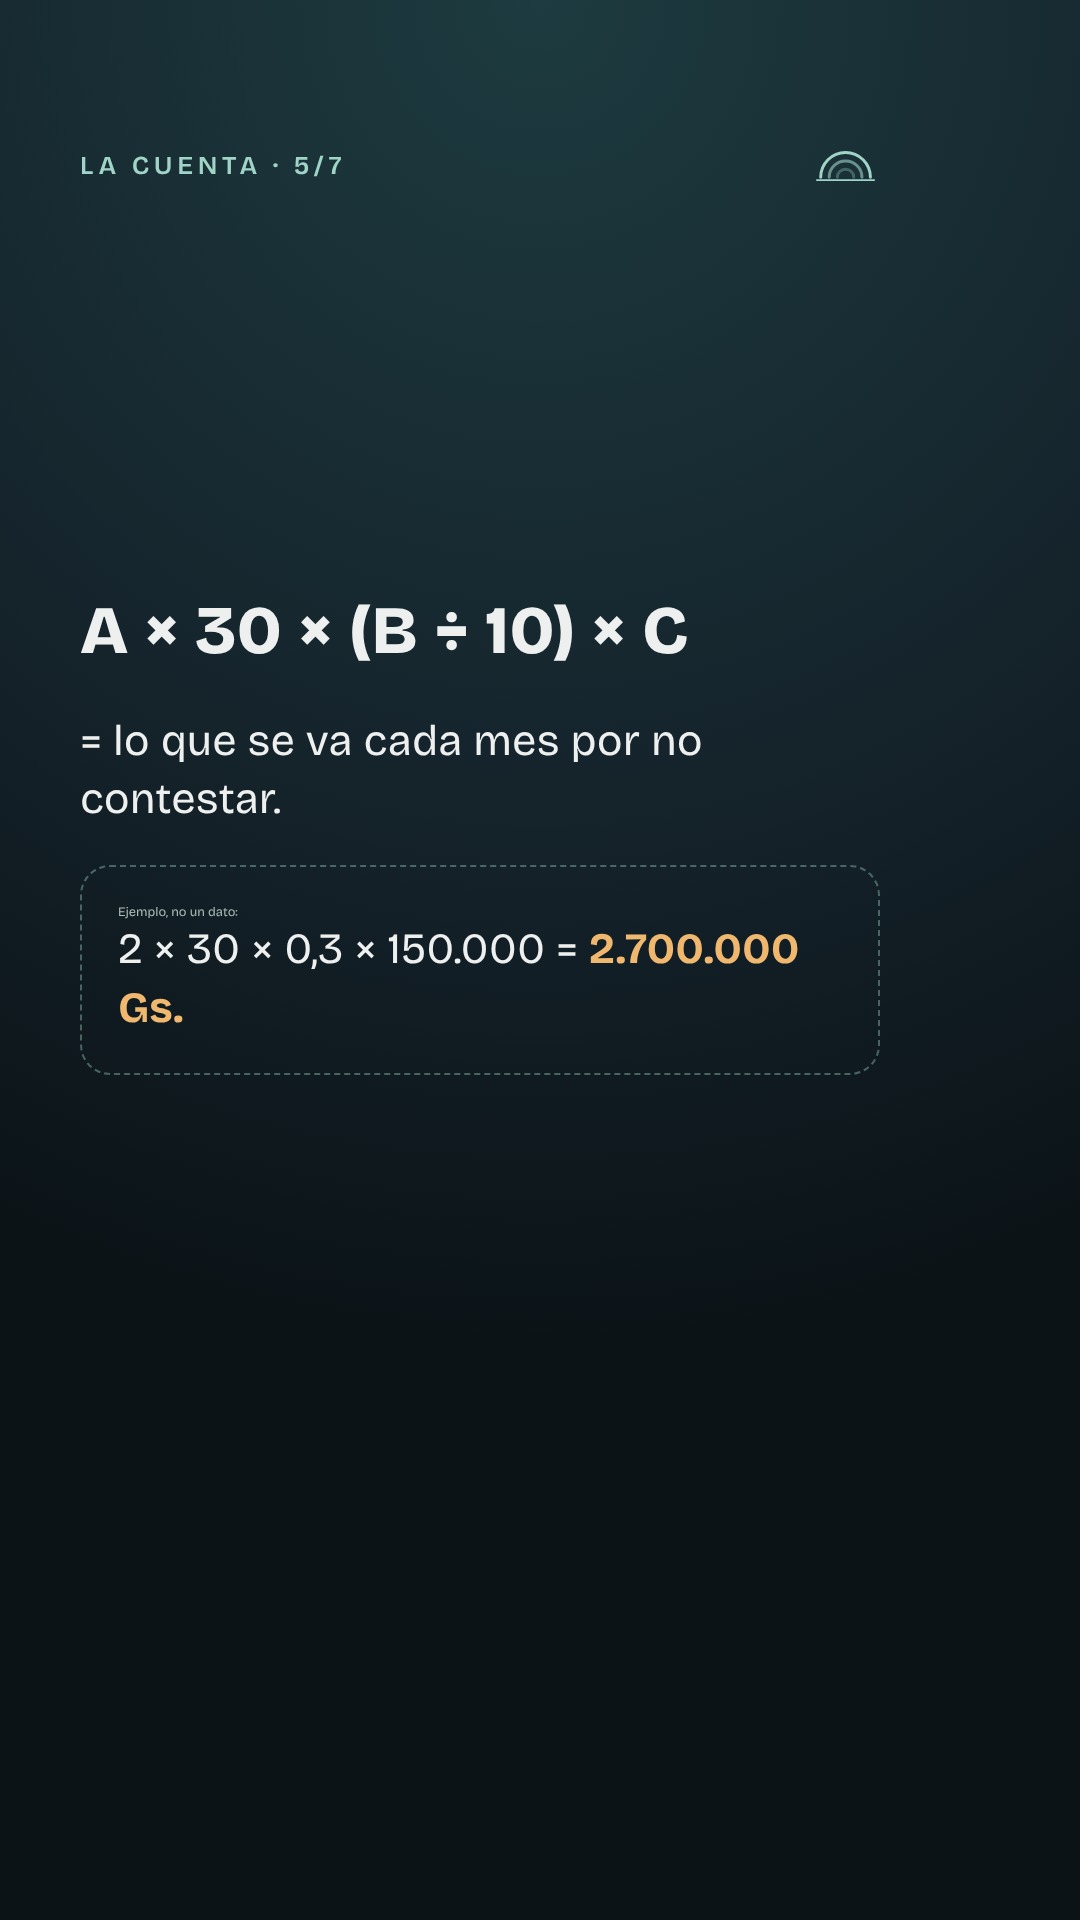 LA CUENTA · 5/7
A × 30 × (B ÷ 10) × C
= lo que se va cada mes por no
contestar.
Ejemplo, no un dato:
2 × 30 × 0,3 × 150.000 = 2.700.000
Gs.